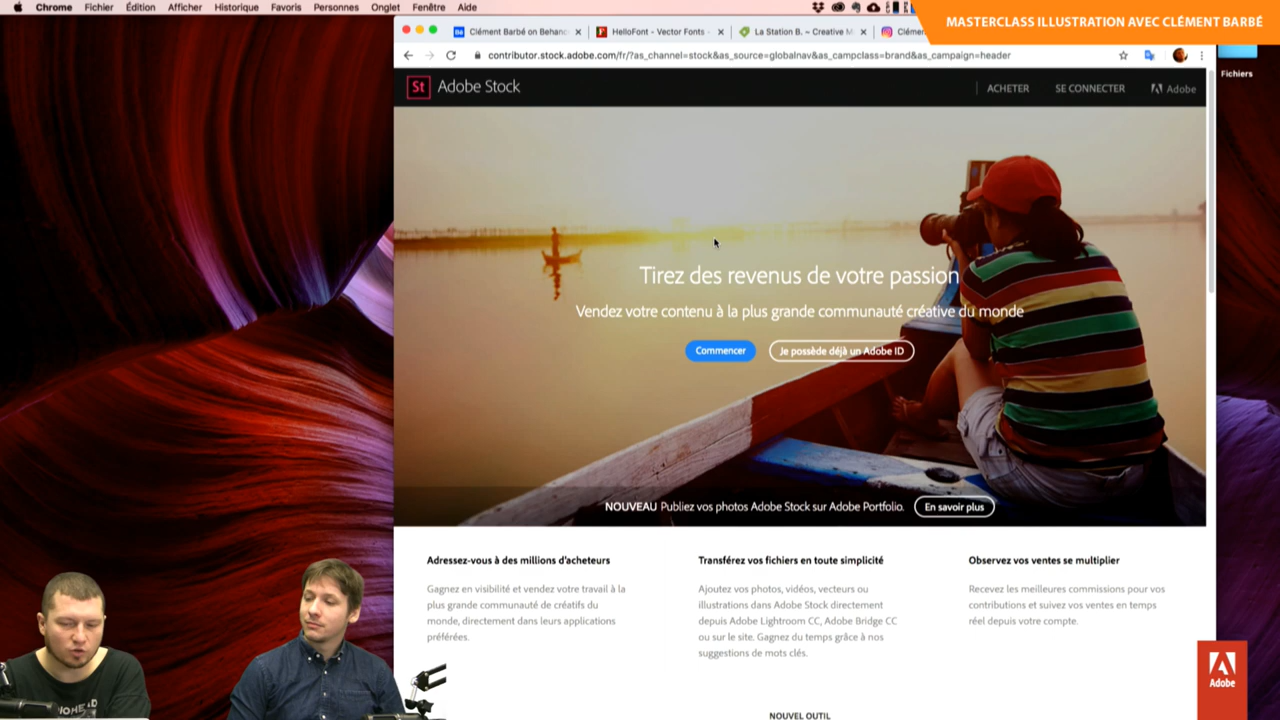 Chrome Fichier Édition Afficher Historique Favoris Personnes Onglet Fenêtre Aide
MASTERCLASS ILLUSTRATION AVEC CLÉMENT BARBÉ
Clément Barbé on Behanc
HelloFont - Vector Fonts -
La Station B. ~ Creative M
Clémen
contributor.stock.adobe.com/fr/?as_channel=stock&as_source=globalnav&as_campclass=brand&as_campaign=header
Fichiers
St Adobe Stock
ACHETER SE CONNECTER Adobe
Tirez des revenus de votre passion
Vendez votre contenu à la plus grande communauté créative du monde
Commencer Je possède déjà un Adobe ID
NOUVEAU Publiez vos photos Adobe Stock sur Adobe Portfolio. En savoir plus
Adressez-vous à des millions d'acheteurs
Gagnez en visibilité et vendez votre travail à la
plus grande communauté de créatifs du
monde, directement dans leurs applications
préférées.
Transférez vos fichiers en toute simplicité
Ajoutez vos photos, vidéos, vecteurs ou
illustrations dans Adobe Stock directement
depuis Adobe Lightroom CC, Adobe Bridge CC
ou sur le site. Gagnez du temps grâce à nos
suggestions de mots clés.
Observez vos ventes se multiplier
Recevez les meilleures commissions pour vos
contributions et suivez vos ventes en temps
réel depuis votre compte.
Adobe
NOUVEL OUTIL